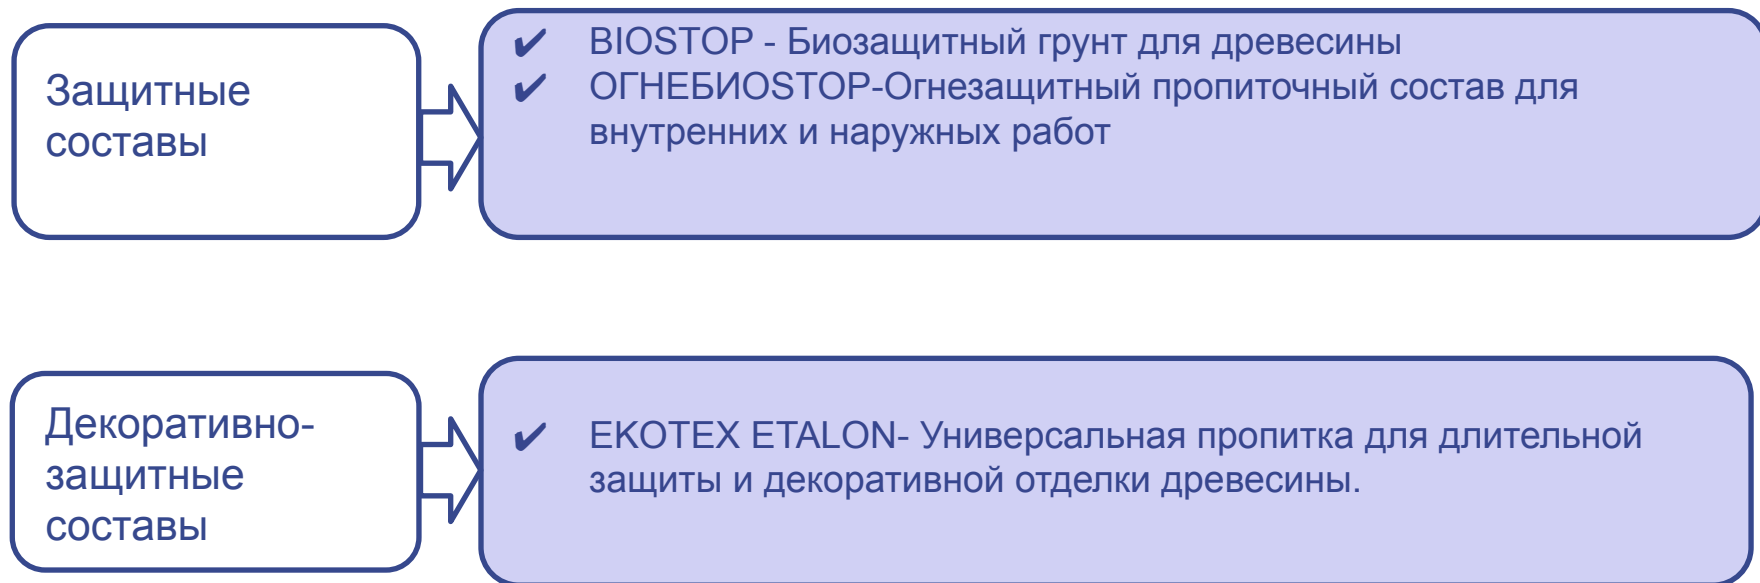 Защитные
составы
✔ BIOSTOP - Биозащитный грунт для древесины
✔ ОГНЕБИОSTOP-Огнезащитный пропиточный состав для
внутренних и наружных работ
Декоративно-
защитные
составы
✔ EKOTEX ETALON- Универсальная пропитка для длительной
защиты и декоративной отделки древесины.